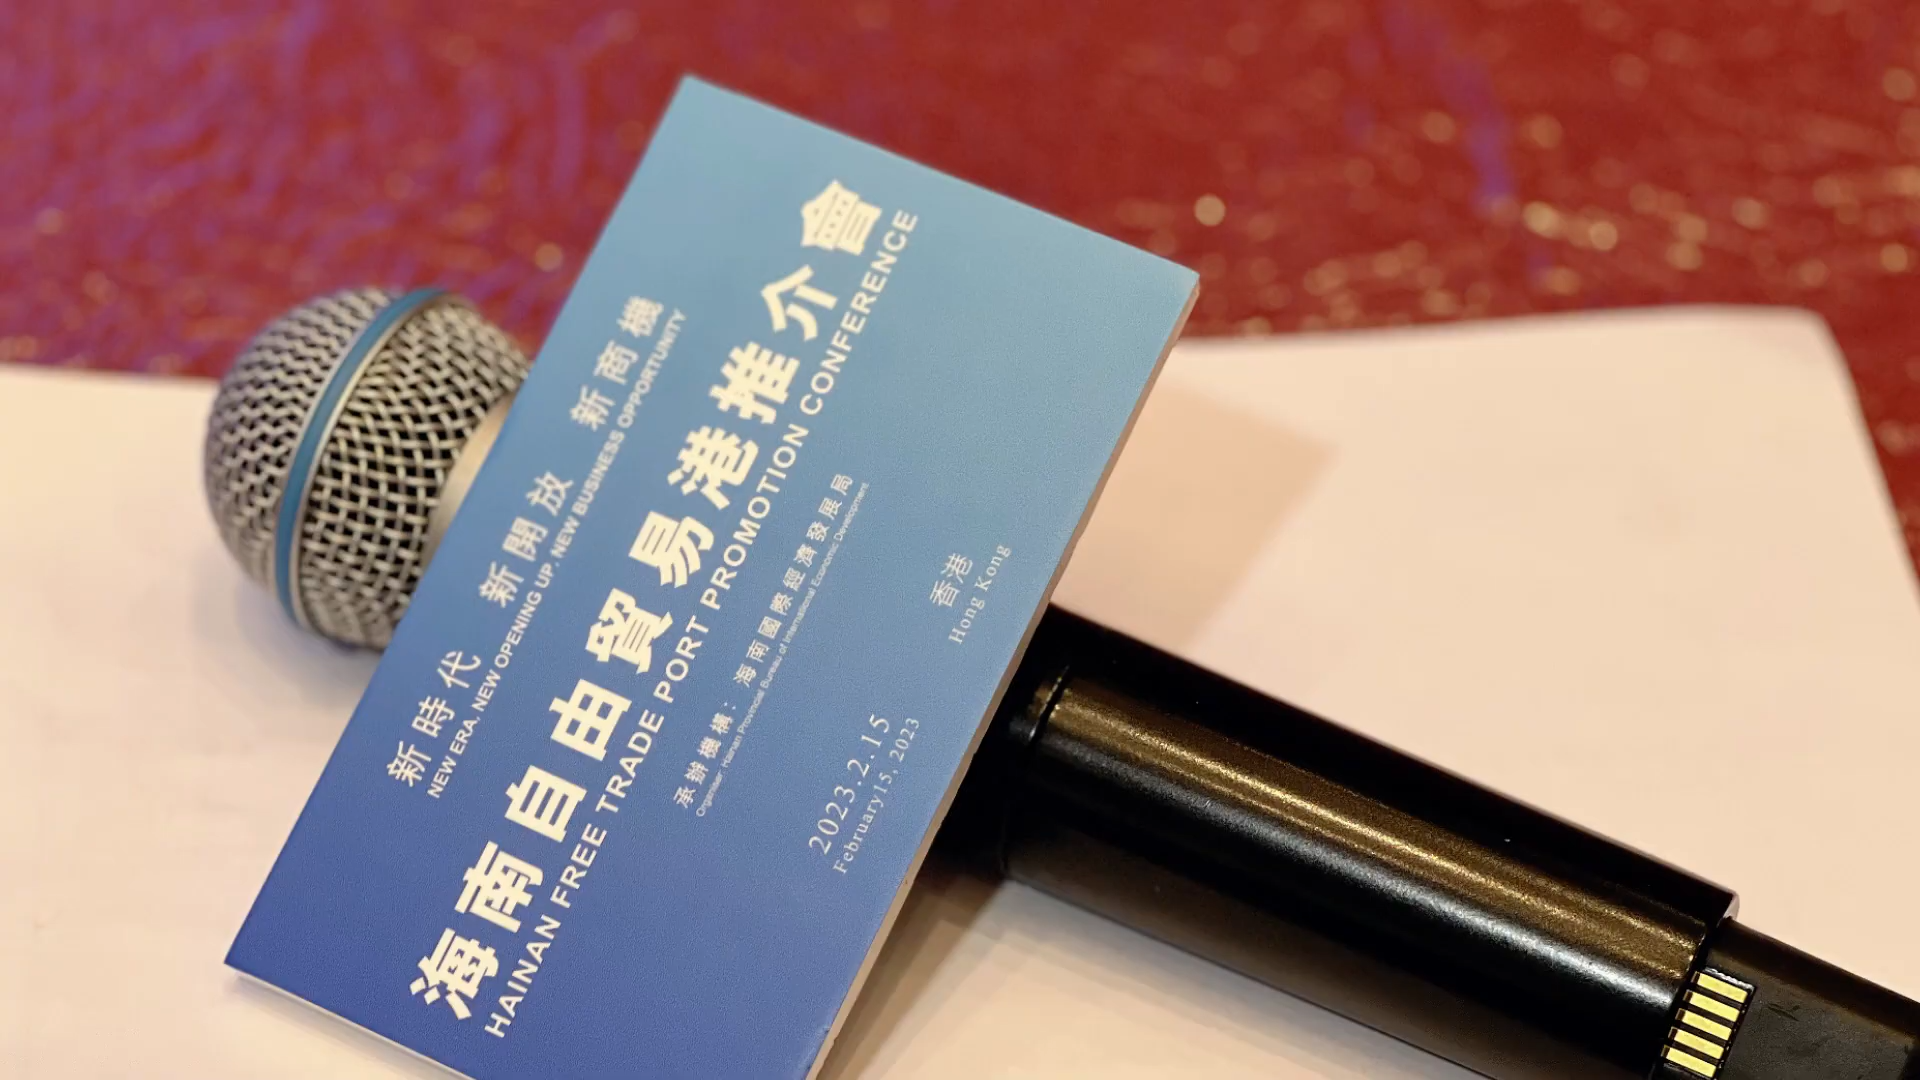 新時代 新開放 新商機
NEW ERA, NEW OPENING UP, NEW BUSINESS OPPORTUNITY
海南自由貿易港推介會
HAINAN FREE TRADE PORT PROMOTION CONFERENCE
承辦機構： 海南國際經濟發展局
Organiser: Hainan Provincial Bureau of International Economic Development
2023.2.15 香港
February15, 2023 Hong Kong